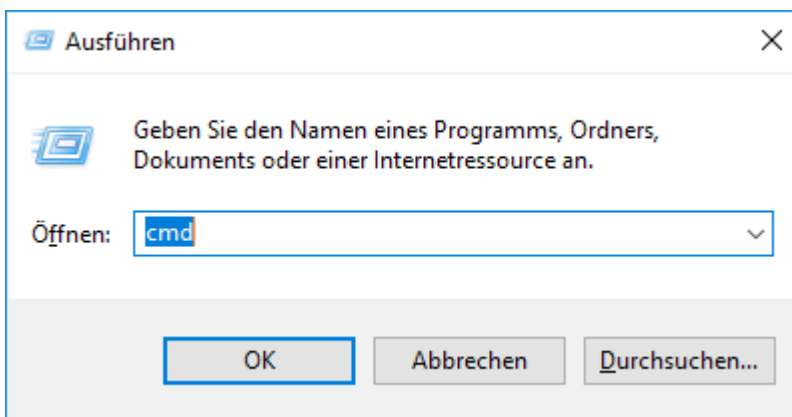 Ausführen
Geben Sie den Namen eines Programms, Ordners,
Dokuments oder einer Internetressource an.
Öffnen: cmd
OK Abbrechen Durchsuchen...